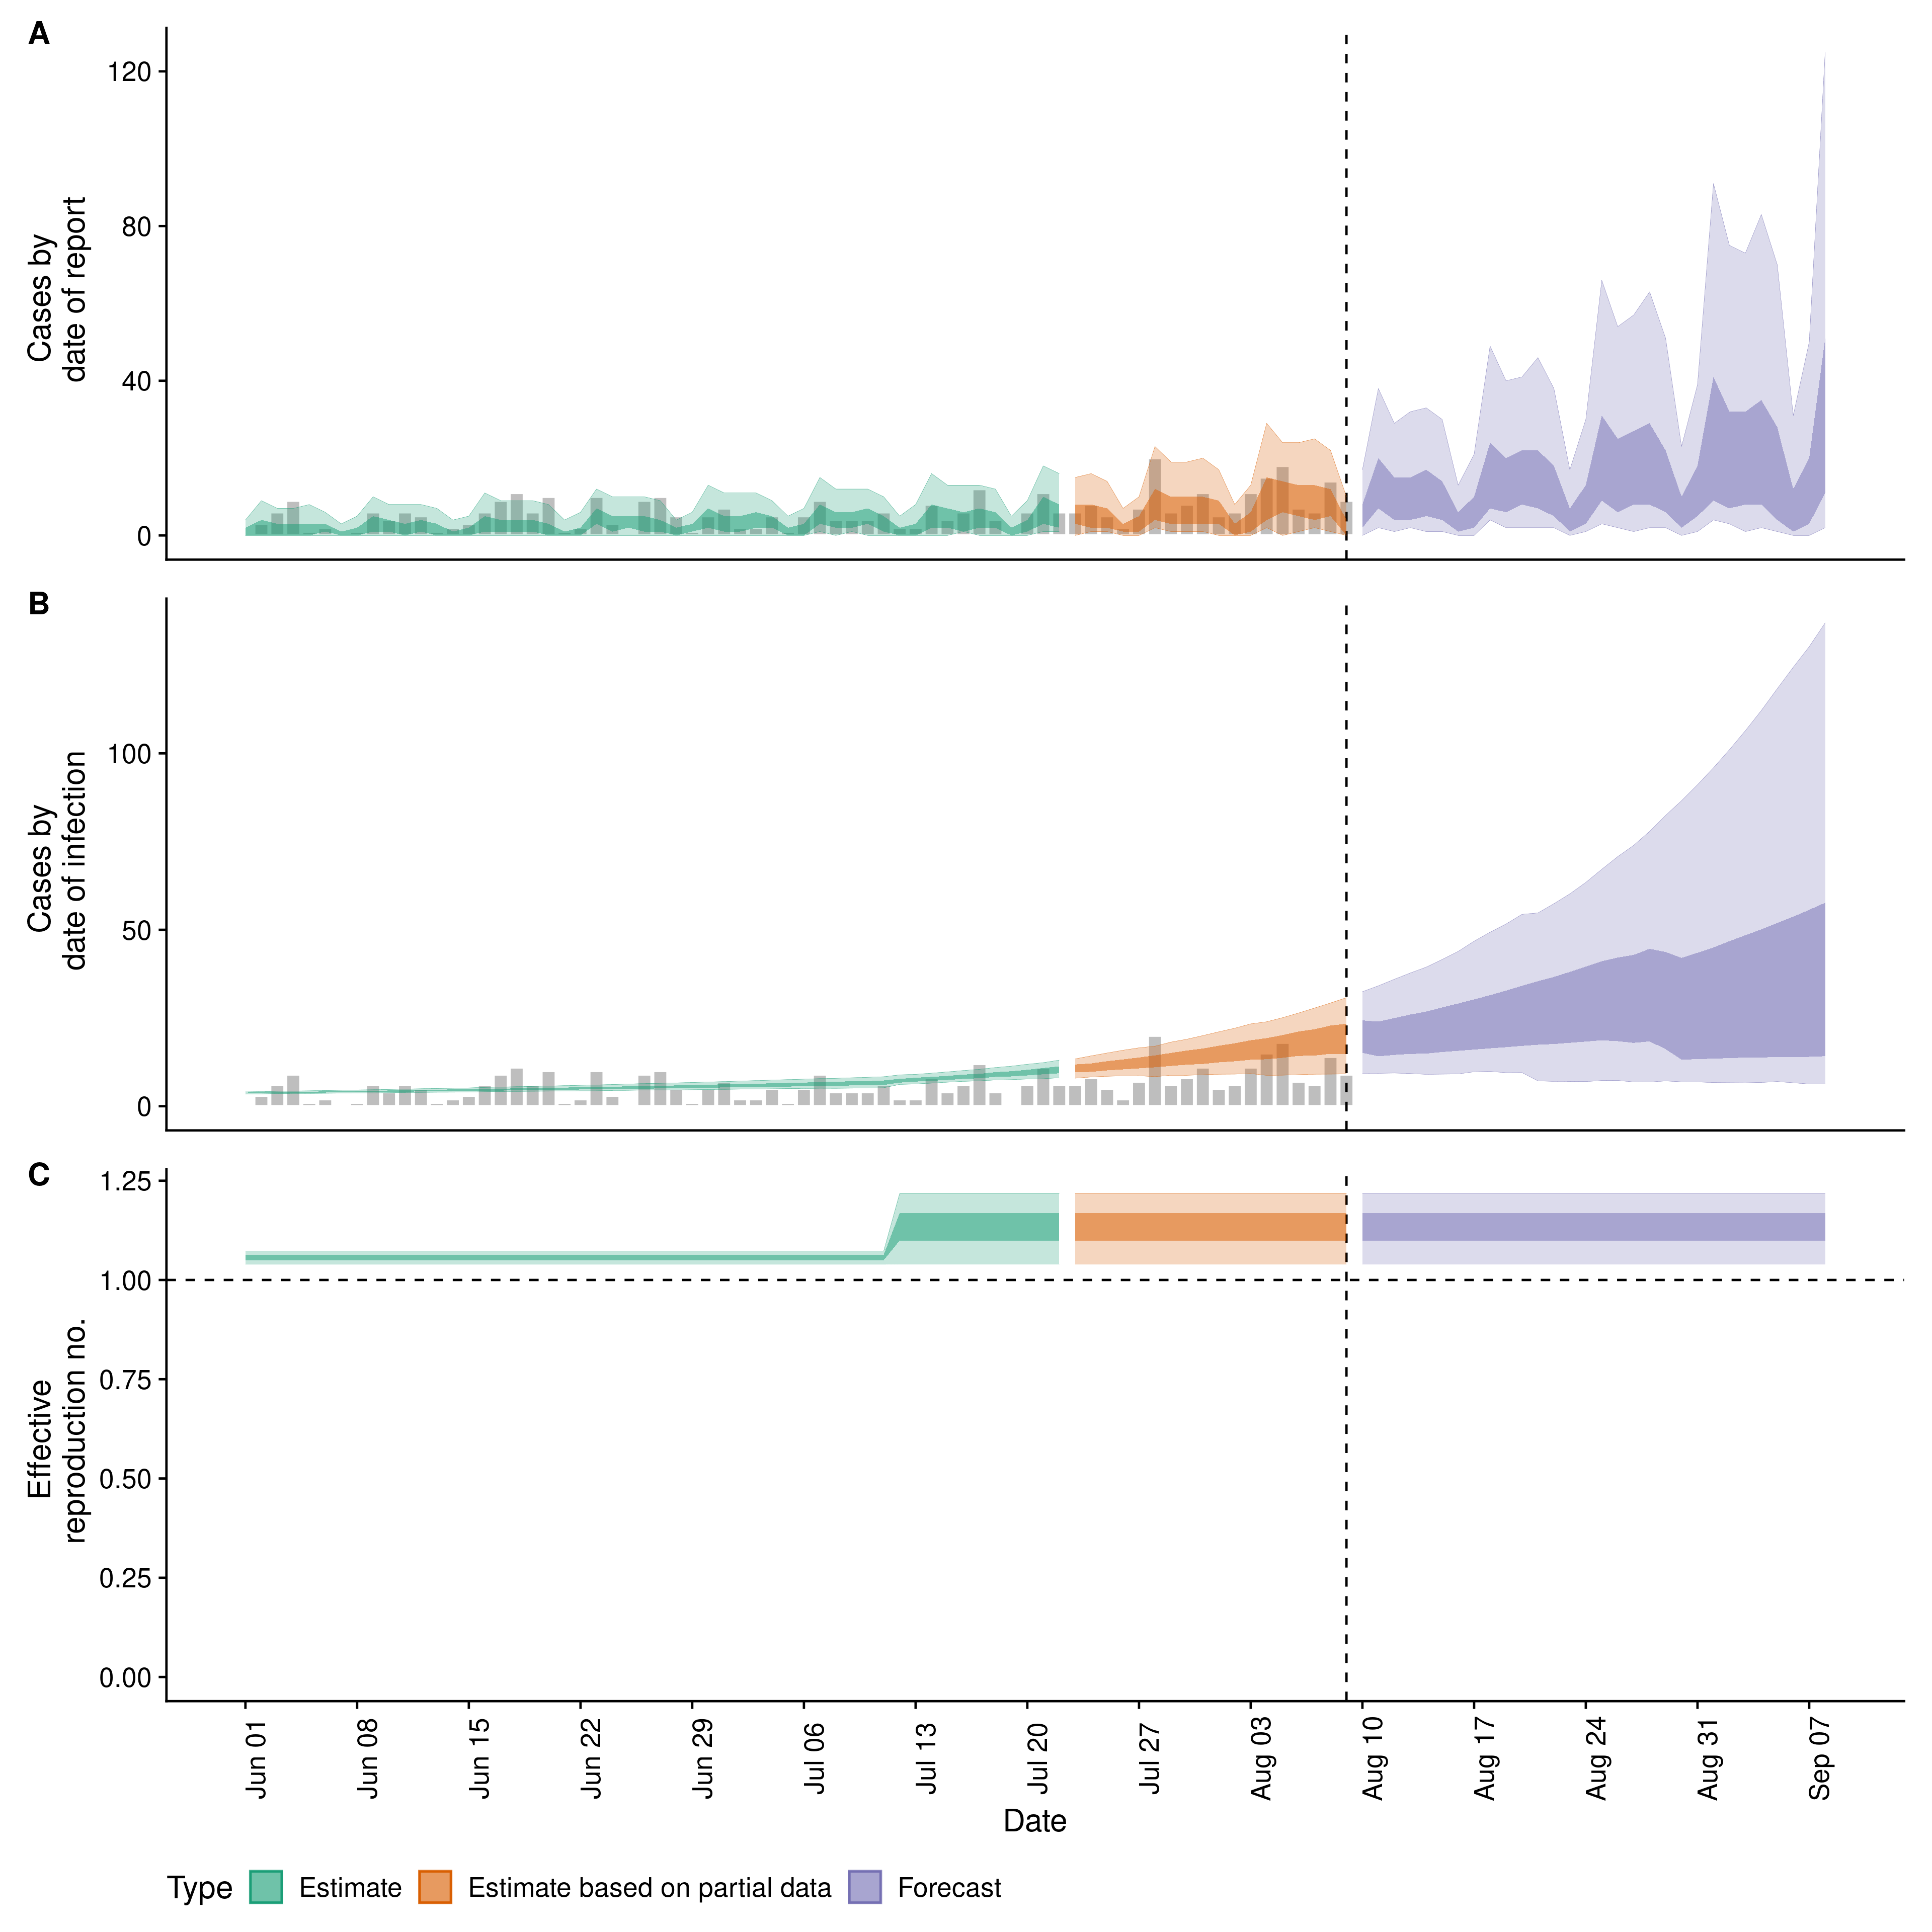 A
Cases by
date of report
120
80
40
0
B
Cases by
date of infection
100
50
0
C
Effective
reproduction no.
1.25
1.00
0.75
0.50
0.25
0.00
Jun 01
Jun 08
Jun 15
Jun 22
Jun 29
Jul 06
Jul 13
Jul 20
Jul 27
Aug 03
Aug 10
Aug 17
Aug 24
Aug 31
Sep 07
Date
Type Estimate Estimate based on partial data Forecast